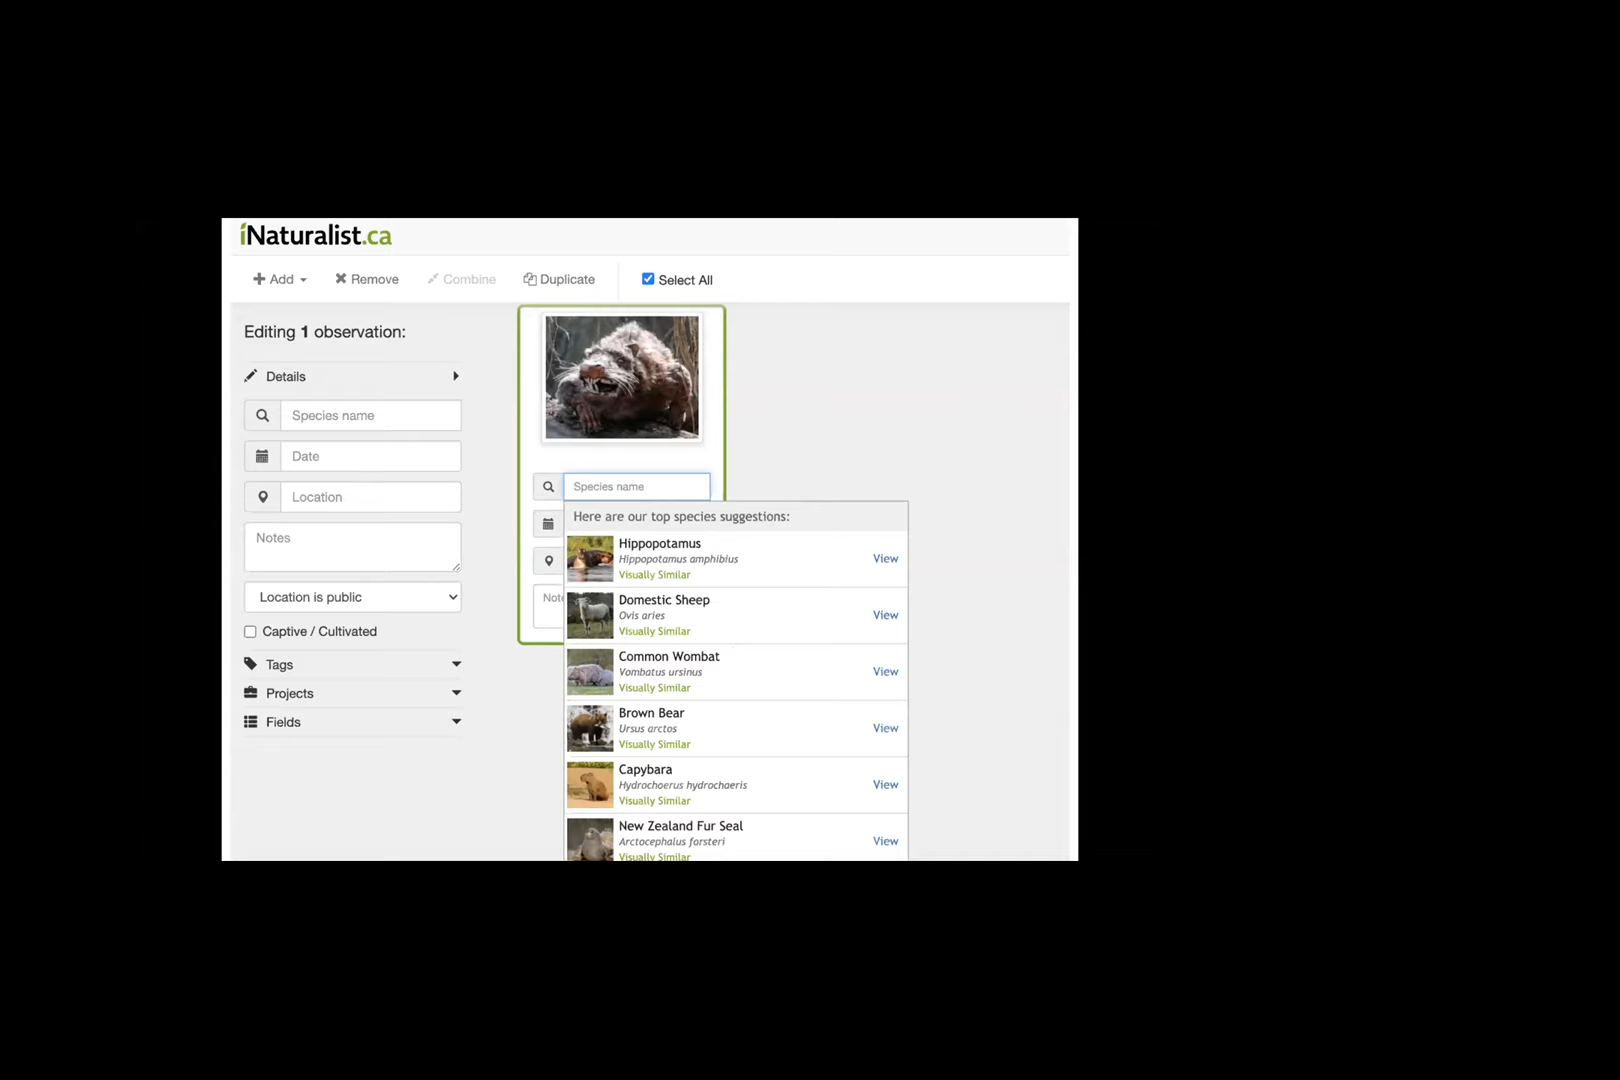 iNaturalist.ca
Add
Remove
Combine
Duplicate
Select All
Editing 1 observation:
Details
Species name
Date
Location
Notes
Location is public
Captive / Cultivated
Tags
Projects
Fields
Species name
Note
Here are our top species suggestions:
Hippopotamus
Hippopotamus amphibius
Visually Similar
View
Domestic Sheep
Ovis aries
Visually Similar
View
Common Wombat
Vombatus ursinus
Visually Similar
View
Brown Bear
Ursus arctos
Visually Similar
View
Capybara
Hydrochoerus hydrochaeris
Visually Similar
View
New Zealand Fur Seal
Arctocephalus forsteri
Visually Similar
View